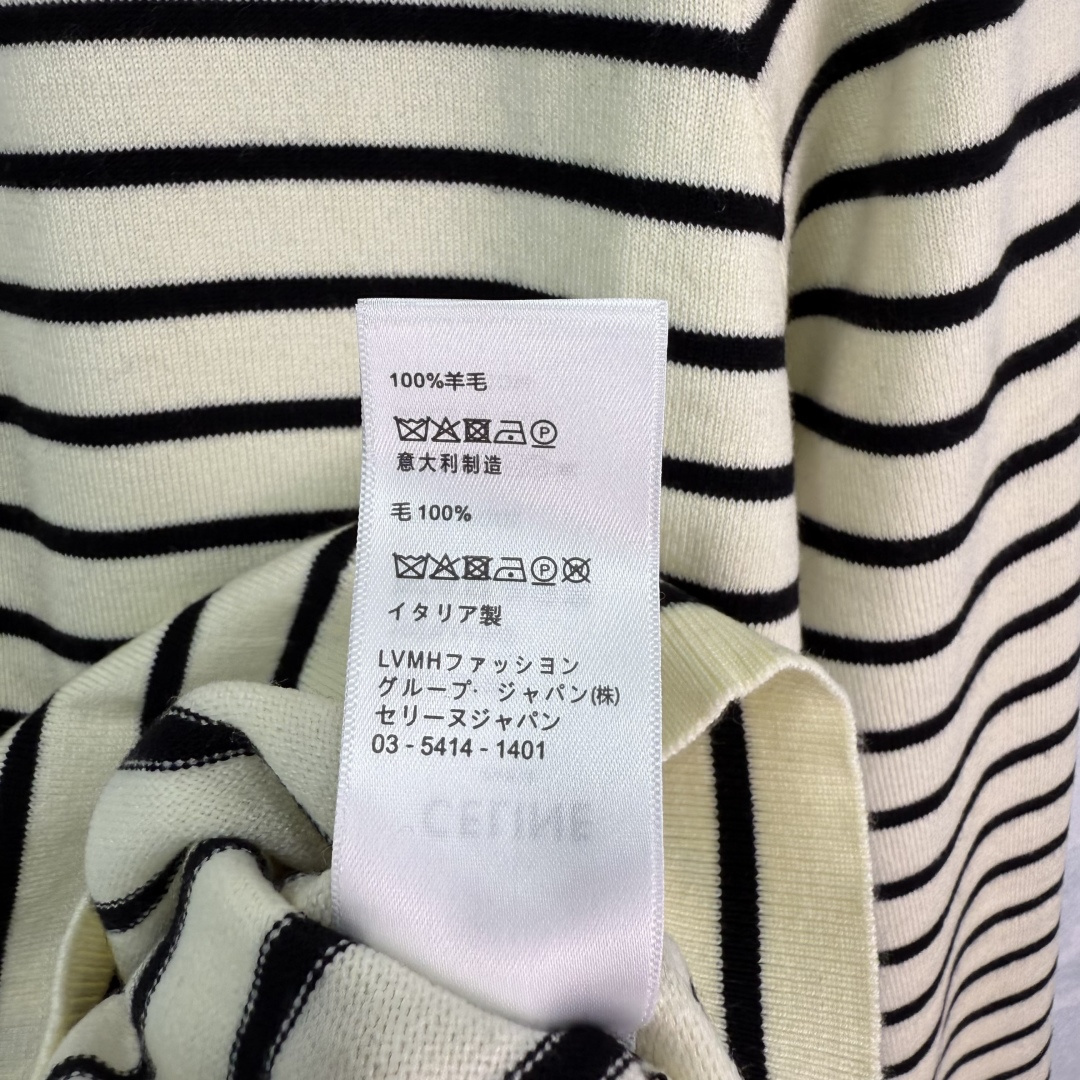 100%羊毛
意大利制造
毛 100%
イタリア製
LVMHファッション
グループ・ジャパン(株)
セリーヌジャパン
03 - 5414 - 1401
CELINE